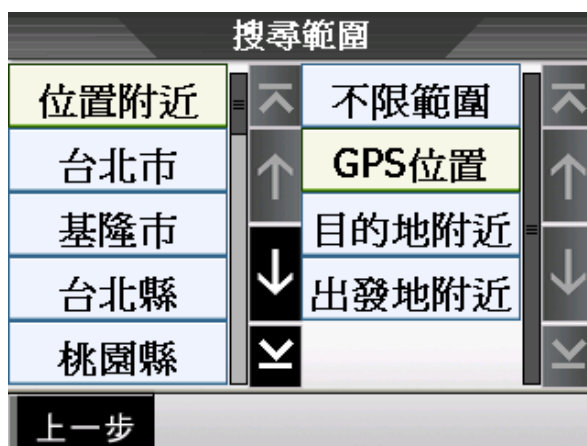 搜尋範圍
位置附近
台北市
基隆市
台北縣
桃園縣
不限範圍
GPS位置
目的地附近
出發地附近
上一步